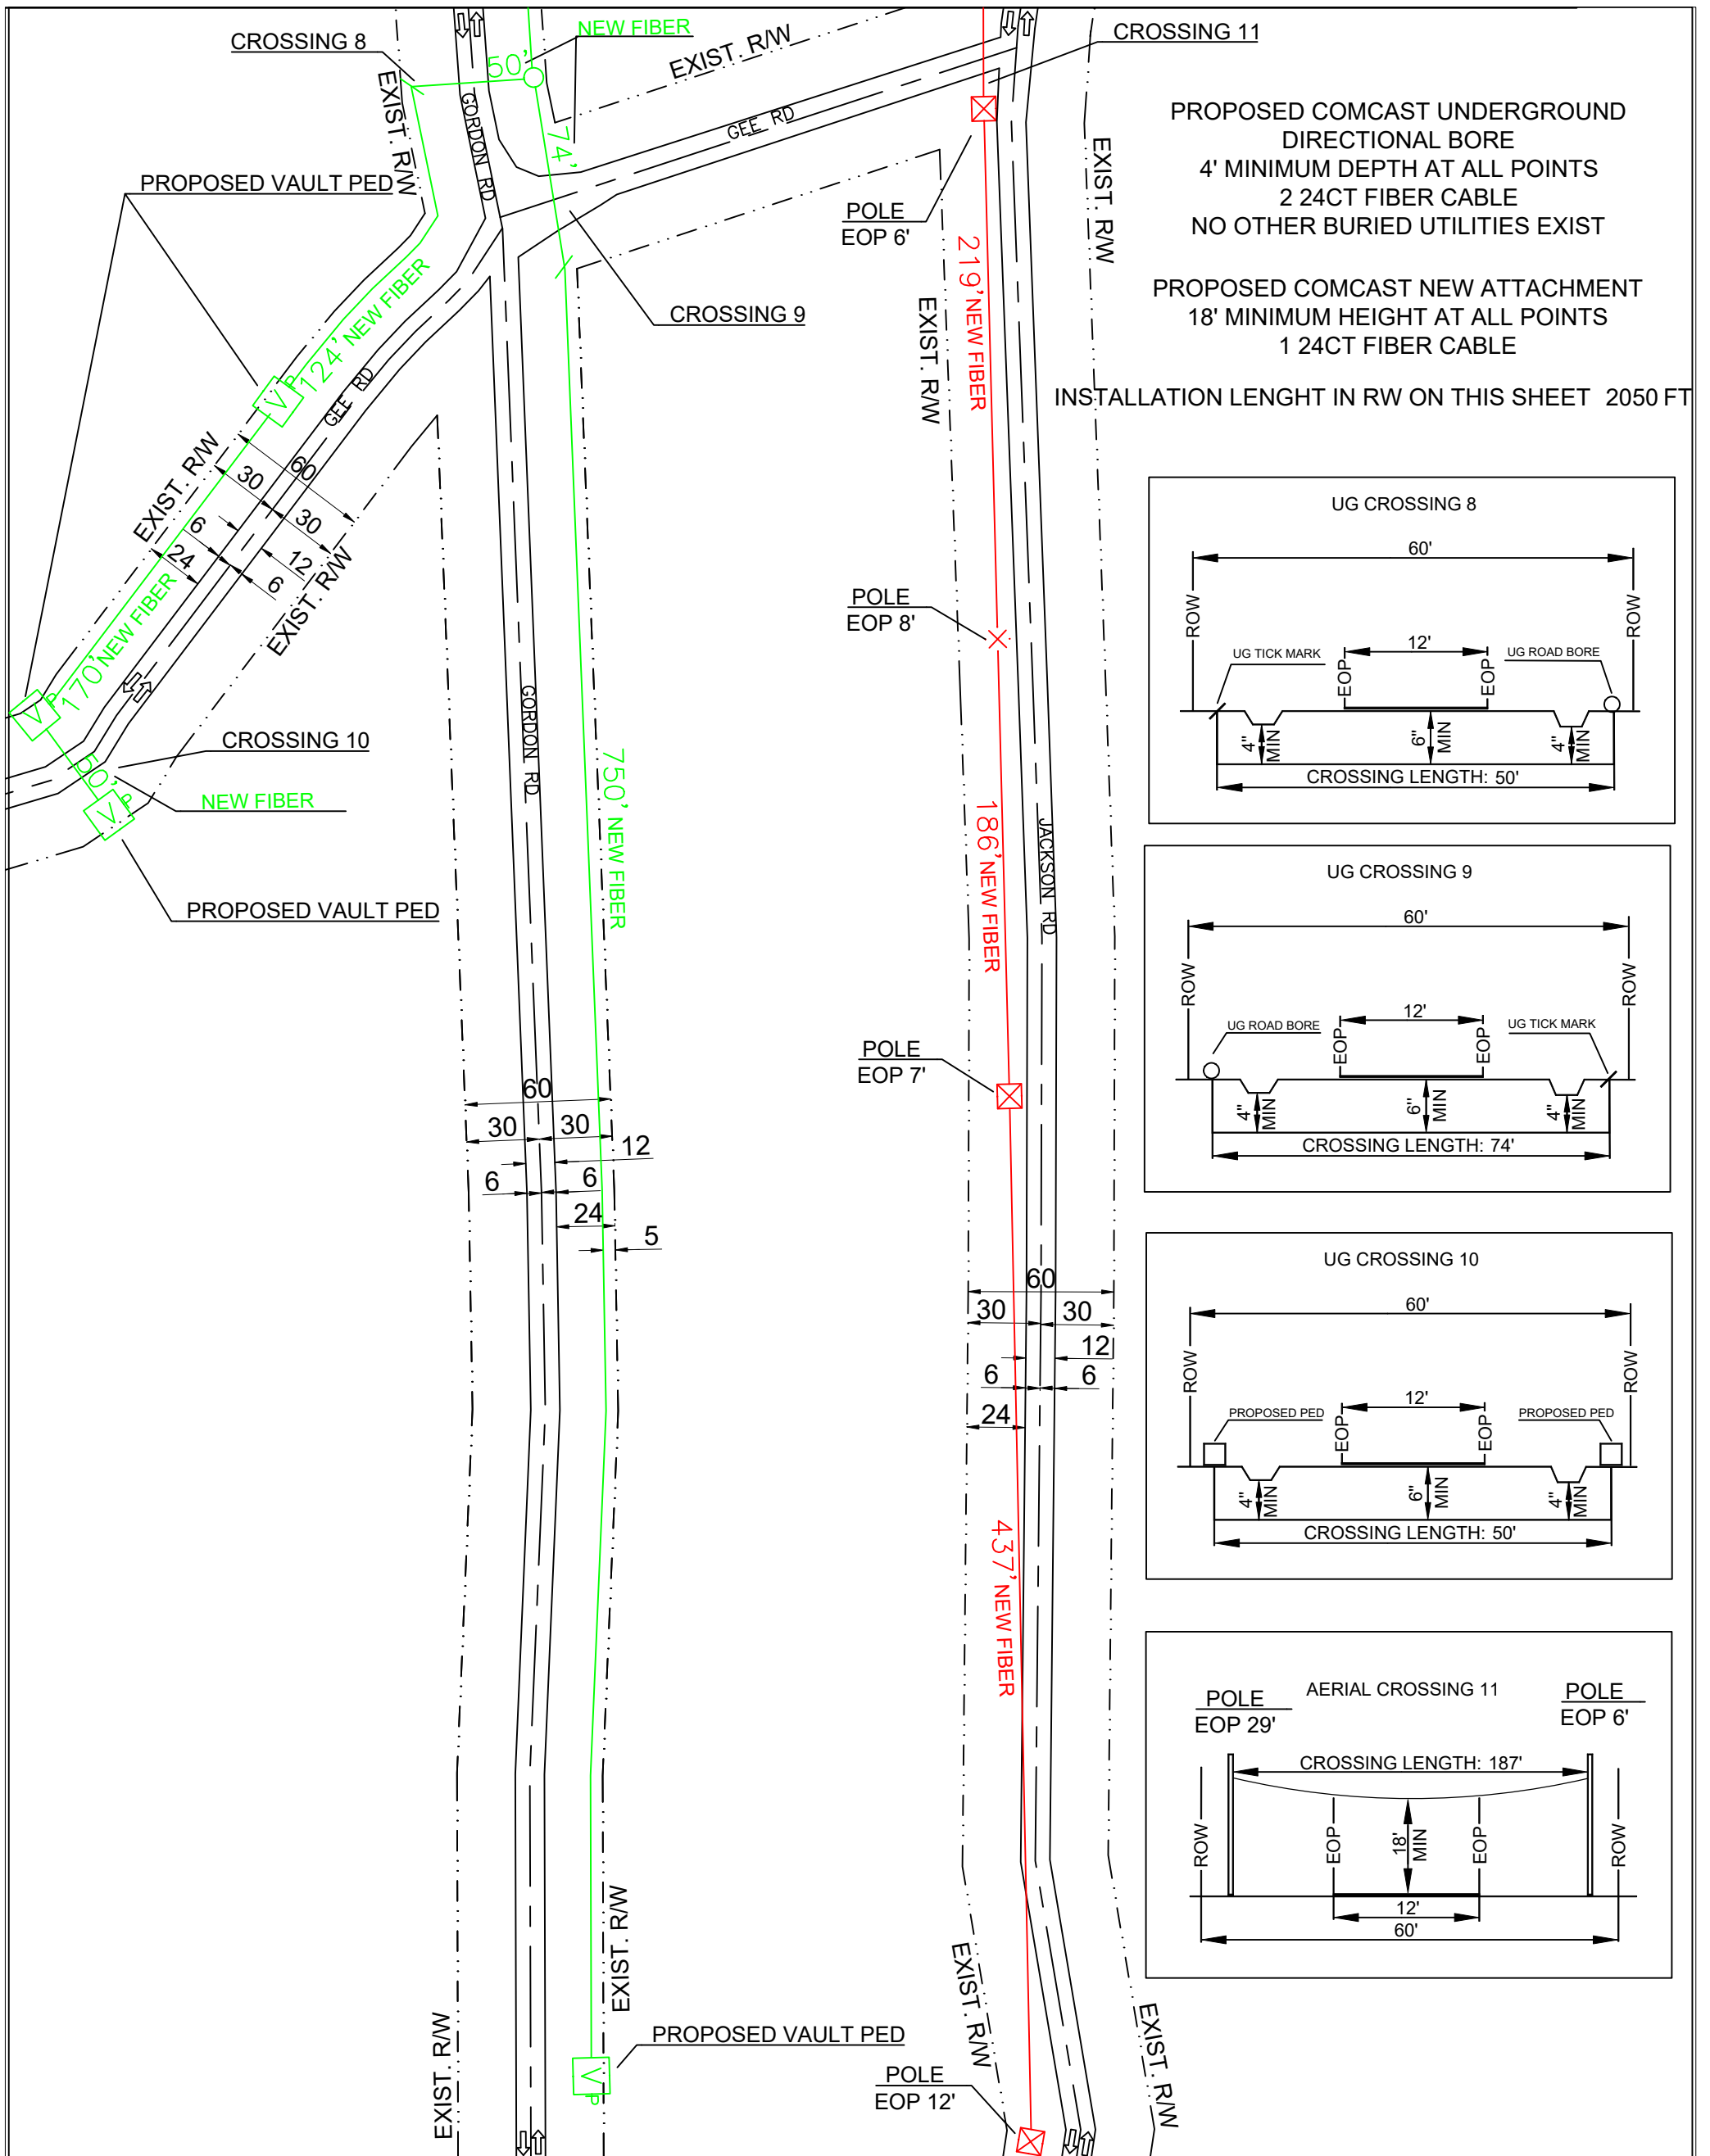 CROSSING 8
NEW FIBER
EXIST. R/W
CROSSING 11
50'
EXIST. R/W
GORDON RD
74'
GEE RD
PROPOSED VAULT PED
POLE
EOP 6'
EXIST. R/W
PROPOSED COMCAST UNDERGROUND
DIRECTIONAL BORE
4' MINIMUM DEPTH AT ALL POINTS
2 24CT FIBER CABLE
NO OTHER BURIED UTILITIES EXIST
PROPOSED COMCAST NEW ATTACHMENT
18' MINIMUM HEIGHT AT ALL POINTS
1 24CT FIBER CABLE
INSTALLATION LENGHT IN RW ON THIS SHEET 2050 FT
219' NEW FIBER
CROSSING 9
EXIST. R/W
124' NEW FIBER
V P
GEE RD
EXIST. R/W
60
30
30
6
24
12
6
EXIST. R/W
170' NEW FIBER
V P
CROSSING 10
50'
NEW FIBER
V P
PROPOSED VAULT PED
GORDON RD
750' NEW FIBER
POLE
EOP 8'
186' NEW FIBER
JACKSON RD
POLE
EOP 7'
60
30
30
12
6
6
24
5
60
30
30
12
6
6
24
437' NEW FIBER
EXIST. R/W
EXIST. R/W
EXIST. R/W
EXIST. R/W
PROPOSED VAULT PED
V P
POLE
EOP 12'
UG CROSSING 8
60'
ROW
ROW
12'
UG TICK MARK
EOP
EOP
UG ROAD BORE
4" MIN
6" MIN
4" MIN
CROSSING LENGTH: 50'
UG CROSSING 9
60'
ROW
ROW
12'
UG ROAD BORE
EOP
EOP
UG TICK MARK
4" MIN
6" MIN
4" MIN
CROSSING LENGTH: 74'
UG CROSSING 10
60'
ROW
ROW
12'
PROPOSED PED
EOP
EOP
PROPOSED PED
4" MIN
6" MIN
4" MIN
CROSSING LENGTH: 50'
AERIAL CROSSING 11
POLE
EOP 29'
POLE
EOP 6'
CROSSING LENGTH: 187'
ROW
EOP
18' MIN
EOP
ROW
12'
60'